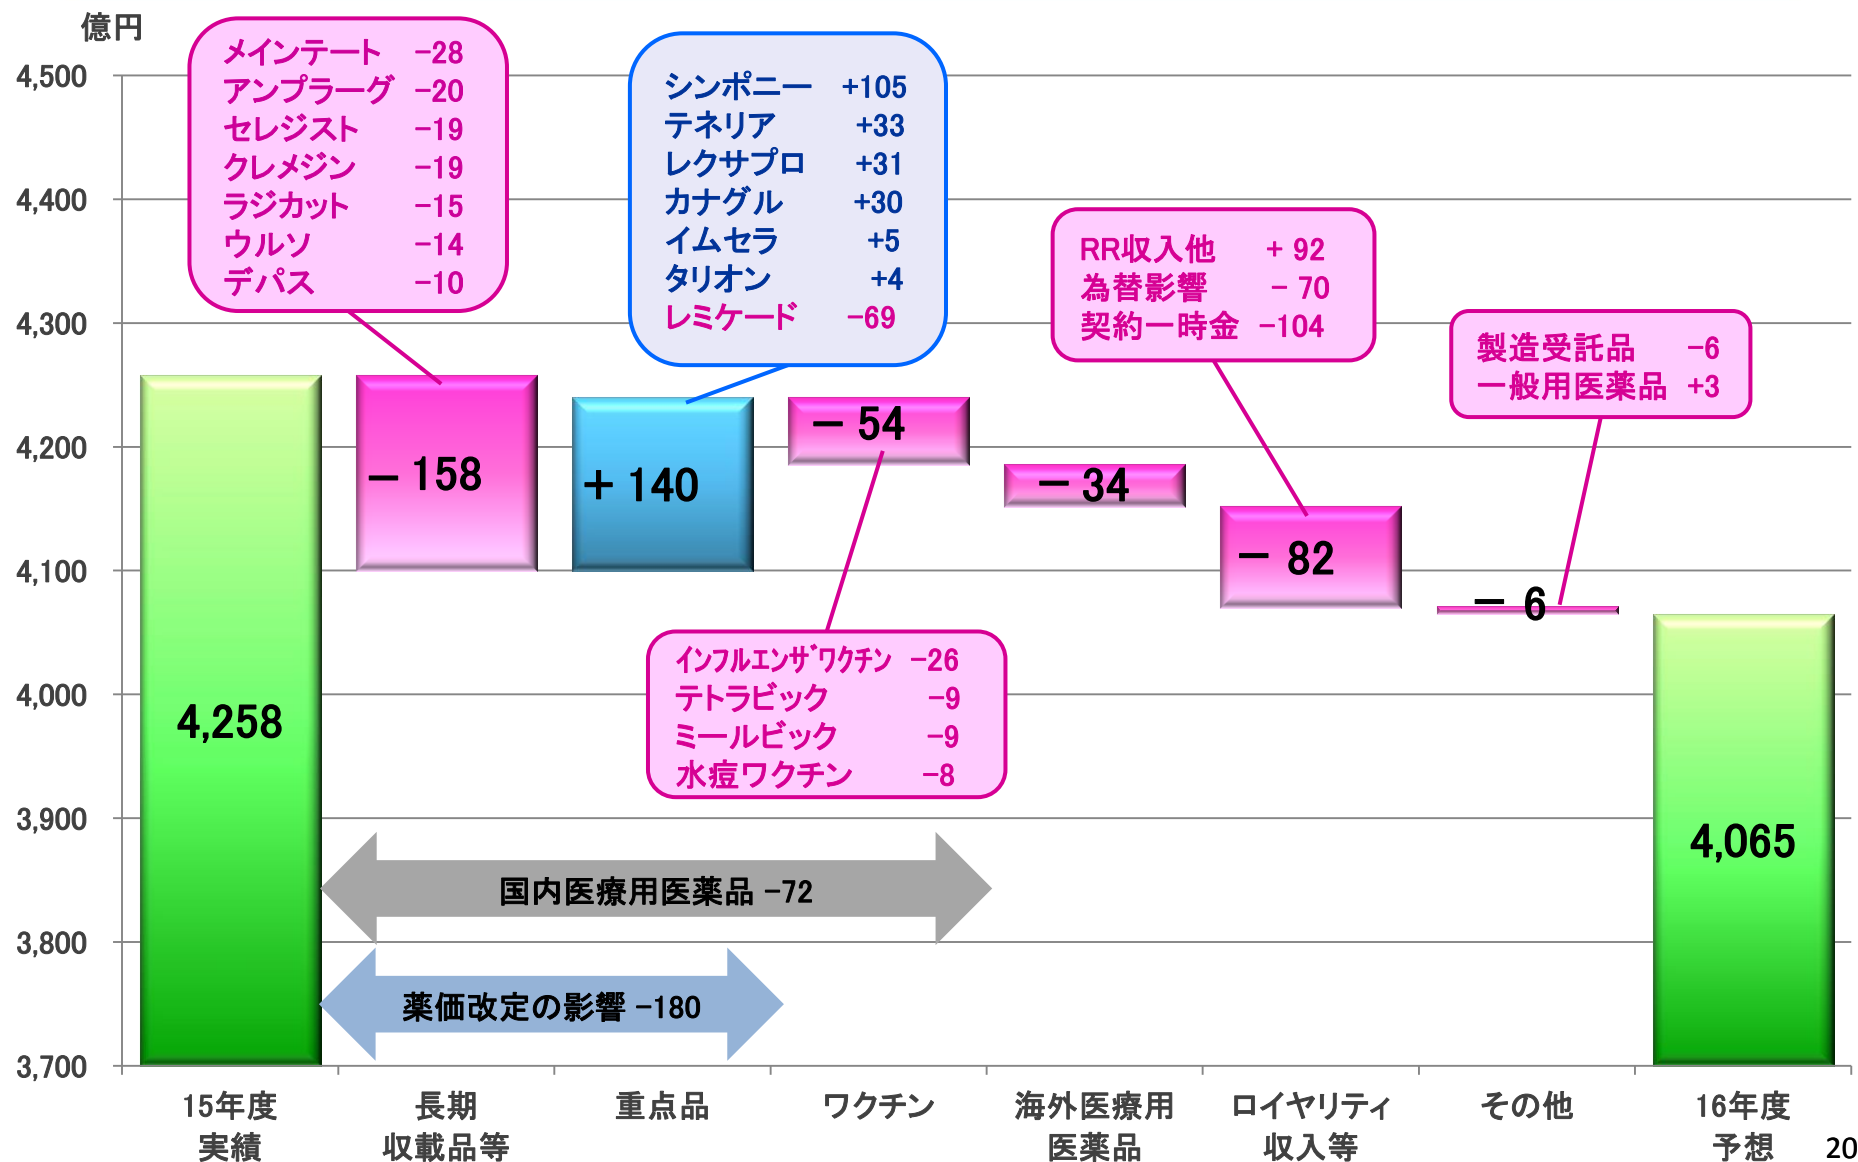 億円
4,500
4,400
4,300
4,200
4,100
4,000
3,900
3,800
3,700
メインテート −28
アンプラーグ −20
セレジスト −19
クレメジン −19
ラジカット −15
ウルソ −14
デパス −10
シンポニー +105
テネリア +33
レクサプロ +31
カナグル +30
イムセラ +5
タリオン +4
レミケード −69
RR収入他 + 92
為替影響 − 70
契約一時金 −104
製造受託品 −6
一般用医薬品 +3
4,258
− 158
+ 140
− 54
− 34
− 82
− 6
4,065
インフルエンザワクチン −26
テトラビック −9
ミールビック −9
水痘ワクチン −8
国内医療用医薬品 −72
薬価改定の影響 −180
15年度
実績
長期
収載品等
重点品
ワクチン
海外医療用
医薬品
ロイヤリティ
収入等
その他
16年度
予想
20